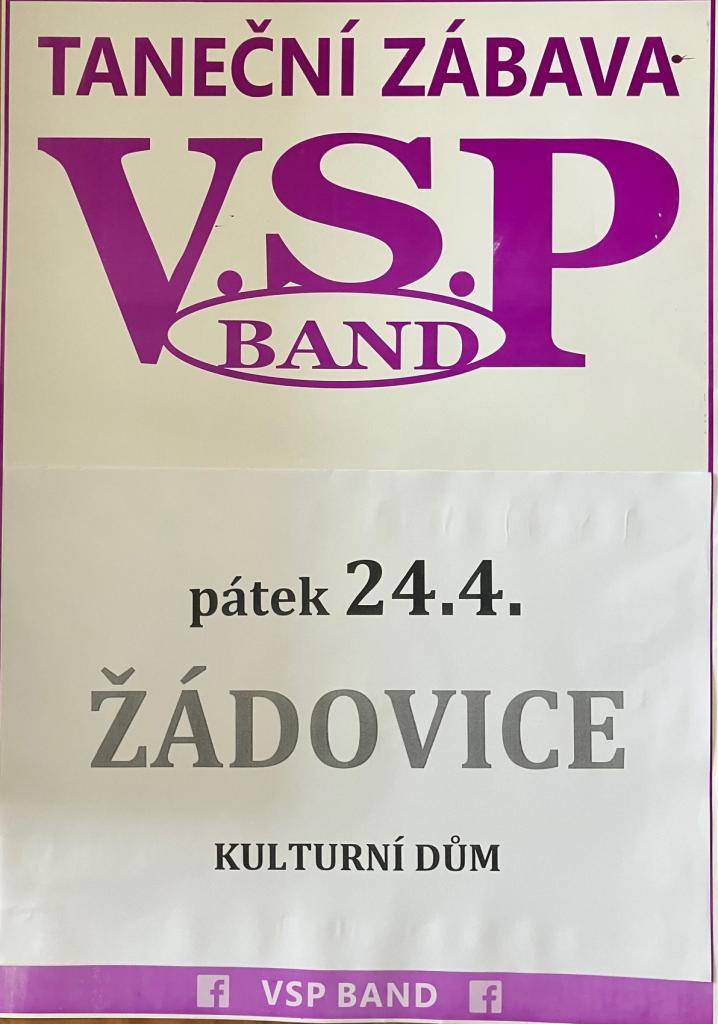 TANEČNÍ ZÁBAVA
V.S.P
BAND
pátek 24.4.
ŽÁDOVICE
KULTURNÍ DŮM
VSP BAND